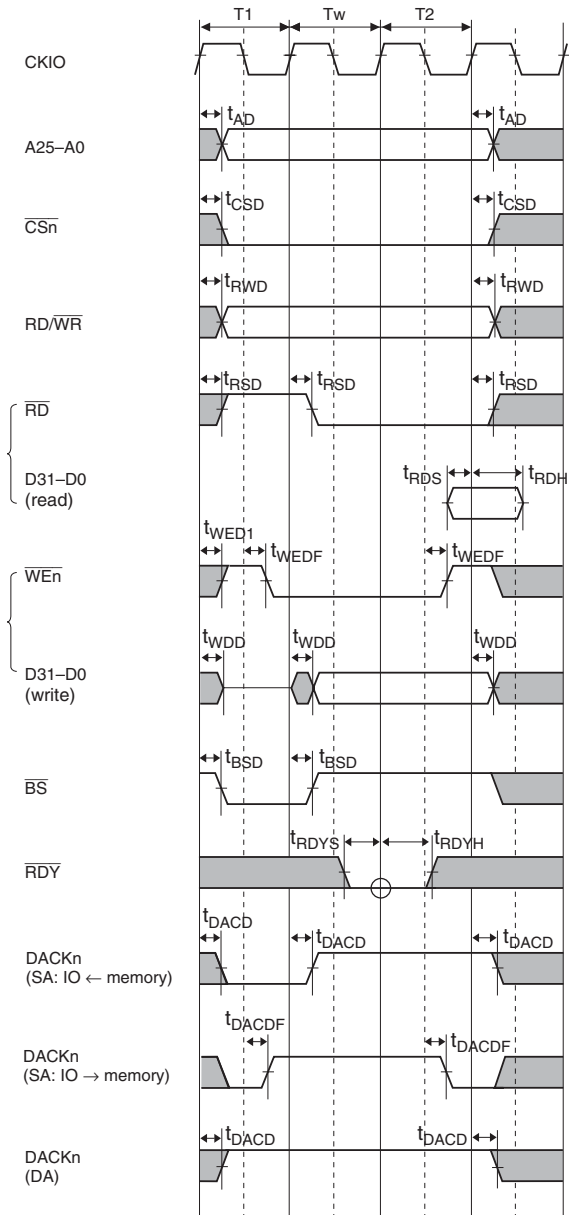 T1 Tw T2
CKIO
tAD tAD
A25–A0
tCSD tCSD
CSn
tRWD tRWD
RD/WR
tRSD tRSD tRSD
RD
tRDS tRDH
D31–D0
(read)
tWED1 tWEDF tWEDF
WEn
tWDD tWDD tWDD
D31–D0
(write)
tBSD tBSD
BS
tRDYS tRDYH
RDY
tDACD tDACD tDACD
DACKn
(SA: IO ← memory)
tDACDF tDACDF
DACKn
(SA: IO → memory)
tDACD tDACD
DACKn
(DA)